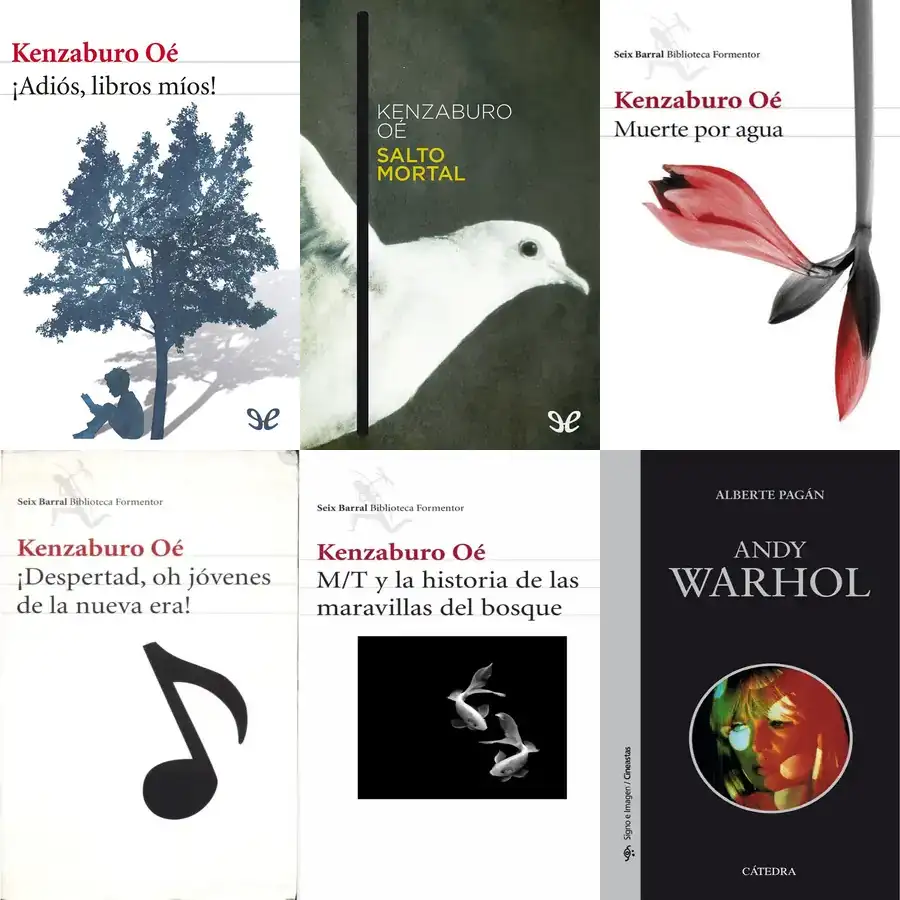 Kenzaburo Oé
¡Adiós, libros míos!
KENZABURO
OÉ
SALTO
MORTAL
Seix Barral Biblioteca Formentor
Kenzaburo Oé
Muerte por agua
Seix Barral Biblioteca Formentor
Kenzaburo Oé
¡Despertad, oh jóvenes
de la nueva era!
Seix Barral Biblioteca Formentor
Kenzaburo Oé
M/T y la historia de las
maravillas del bosque
ALBERTE PAGÁN
ANDY
WARHOL
Signo e Imagen / Cineastas
CÁTEDRA